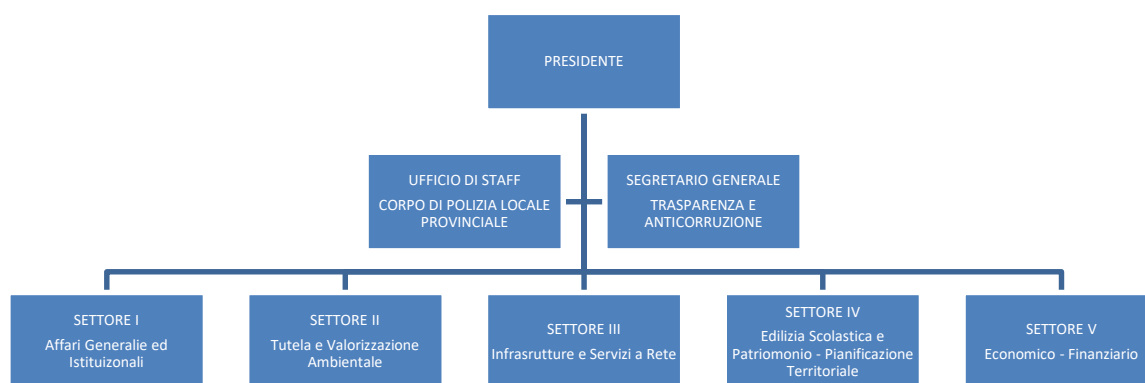 PRESIDENTE
UFFICIO DI STAFF
CORPO DI POLIZIA LOCALE
PROVINCIALE
SEGRETARIO GENERALE
TRASPARENZA E
ANTICORRUZIONE
SETTORE I
Affari Generalie ed
Istituizonali
SETTORE II
Tutela e Valorizzazione
Ambientale
SETTORE III
Infrasrutture e Servizi a Rete
SETTORE IV
Edilizia Scolastica e
Patriomonio - Pianificazione
Territoriale
SETTORE V
Economico - Finanziario